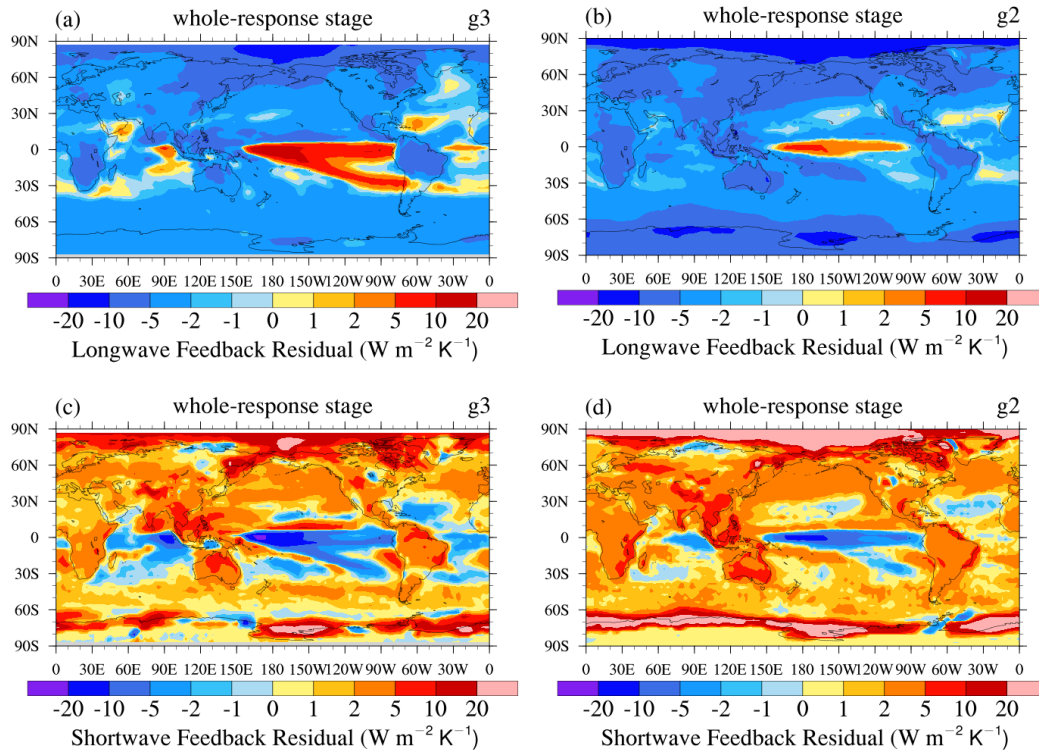 (a) whole-response stage g3
90N
60N
30N
0
30S
60S
90S
0 30E 60E 90E 120E 150E 180 150W 120W 90W 60W 30W 0
-20 -10 -5 -2 -1 0 1 2 5 10 20
Longwave Feedback Residual (W m−2 K−1)
(b) whole-response stage g2
90N
60N
30N
0
30S
60S
90S
0 30E 60E 90E 120E 150E 180 150W 120W 90W 60W 30W 0
-20 -10 -5 -2 -1 0 1 2 5 10 20
Longwave Feedback Residual (W m−2 K−1)
(c) whole-response stage g3
90N
60N
30N
0
30S
60S
90S
0 30E 60E 90E 120E 150E 180 150W 120W 90W 60W 30W 0
-20 -10 -5 -2 -1 0 1 2 5 10 20
Shortwave Feedback Residual (W m−2 K−1)
(d) whole-response stage g2
90N
60N
30N
0
30S
60S
90S
0 30E 60E 90E 120E 150E 180 150W 120W 90W 60W 30W 0
-20 -10 -5 -2 -1 0 1 2 5 10 20
Shortwave Feedback Residual (W m−2 K−1)